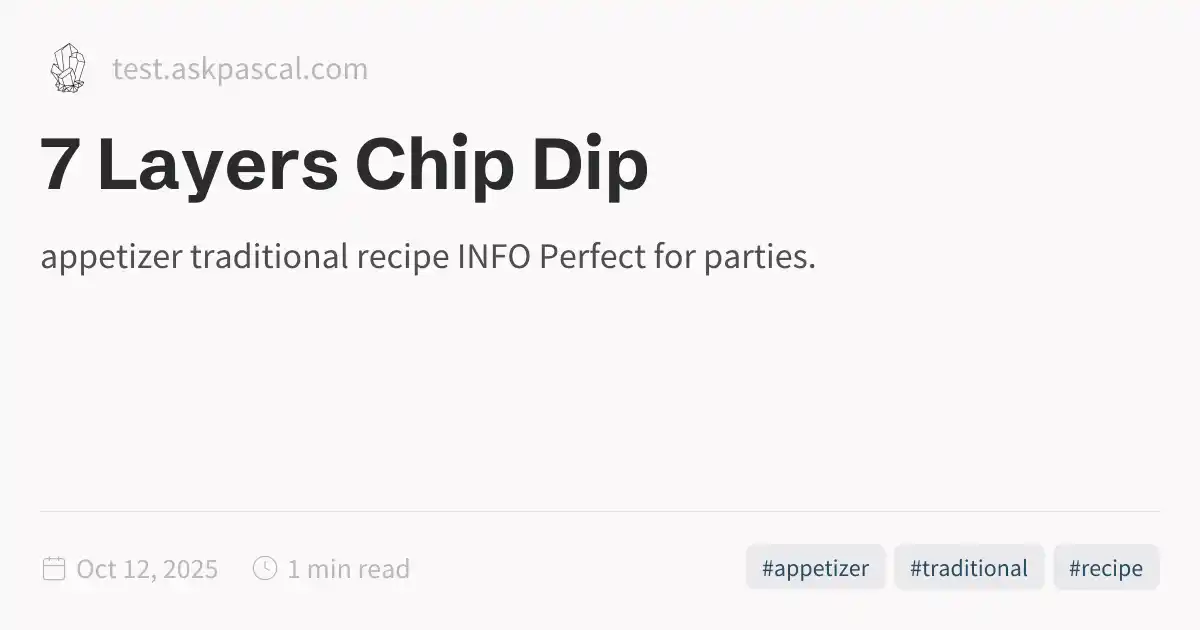 test.askpascal.com
7 Layers Chip Dip
appetizer traditional recipe INFO Perfect for parties.
Oct 12, 2025 1 min read #appetizer #traditional #recipe